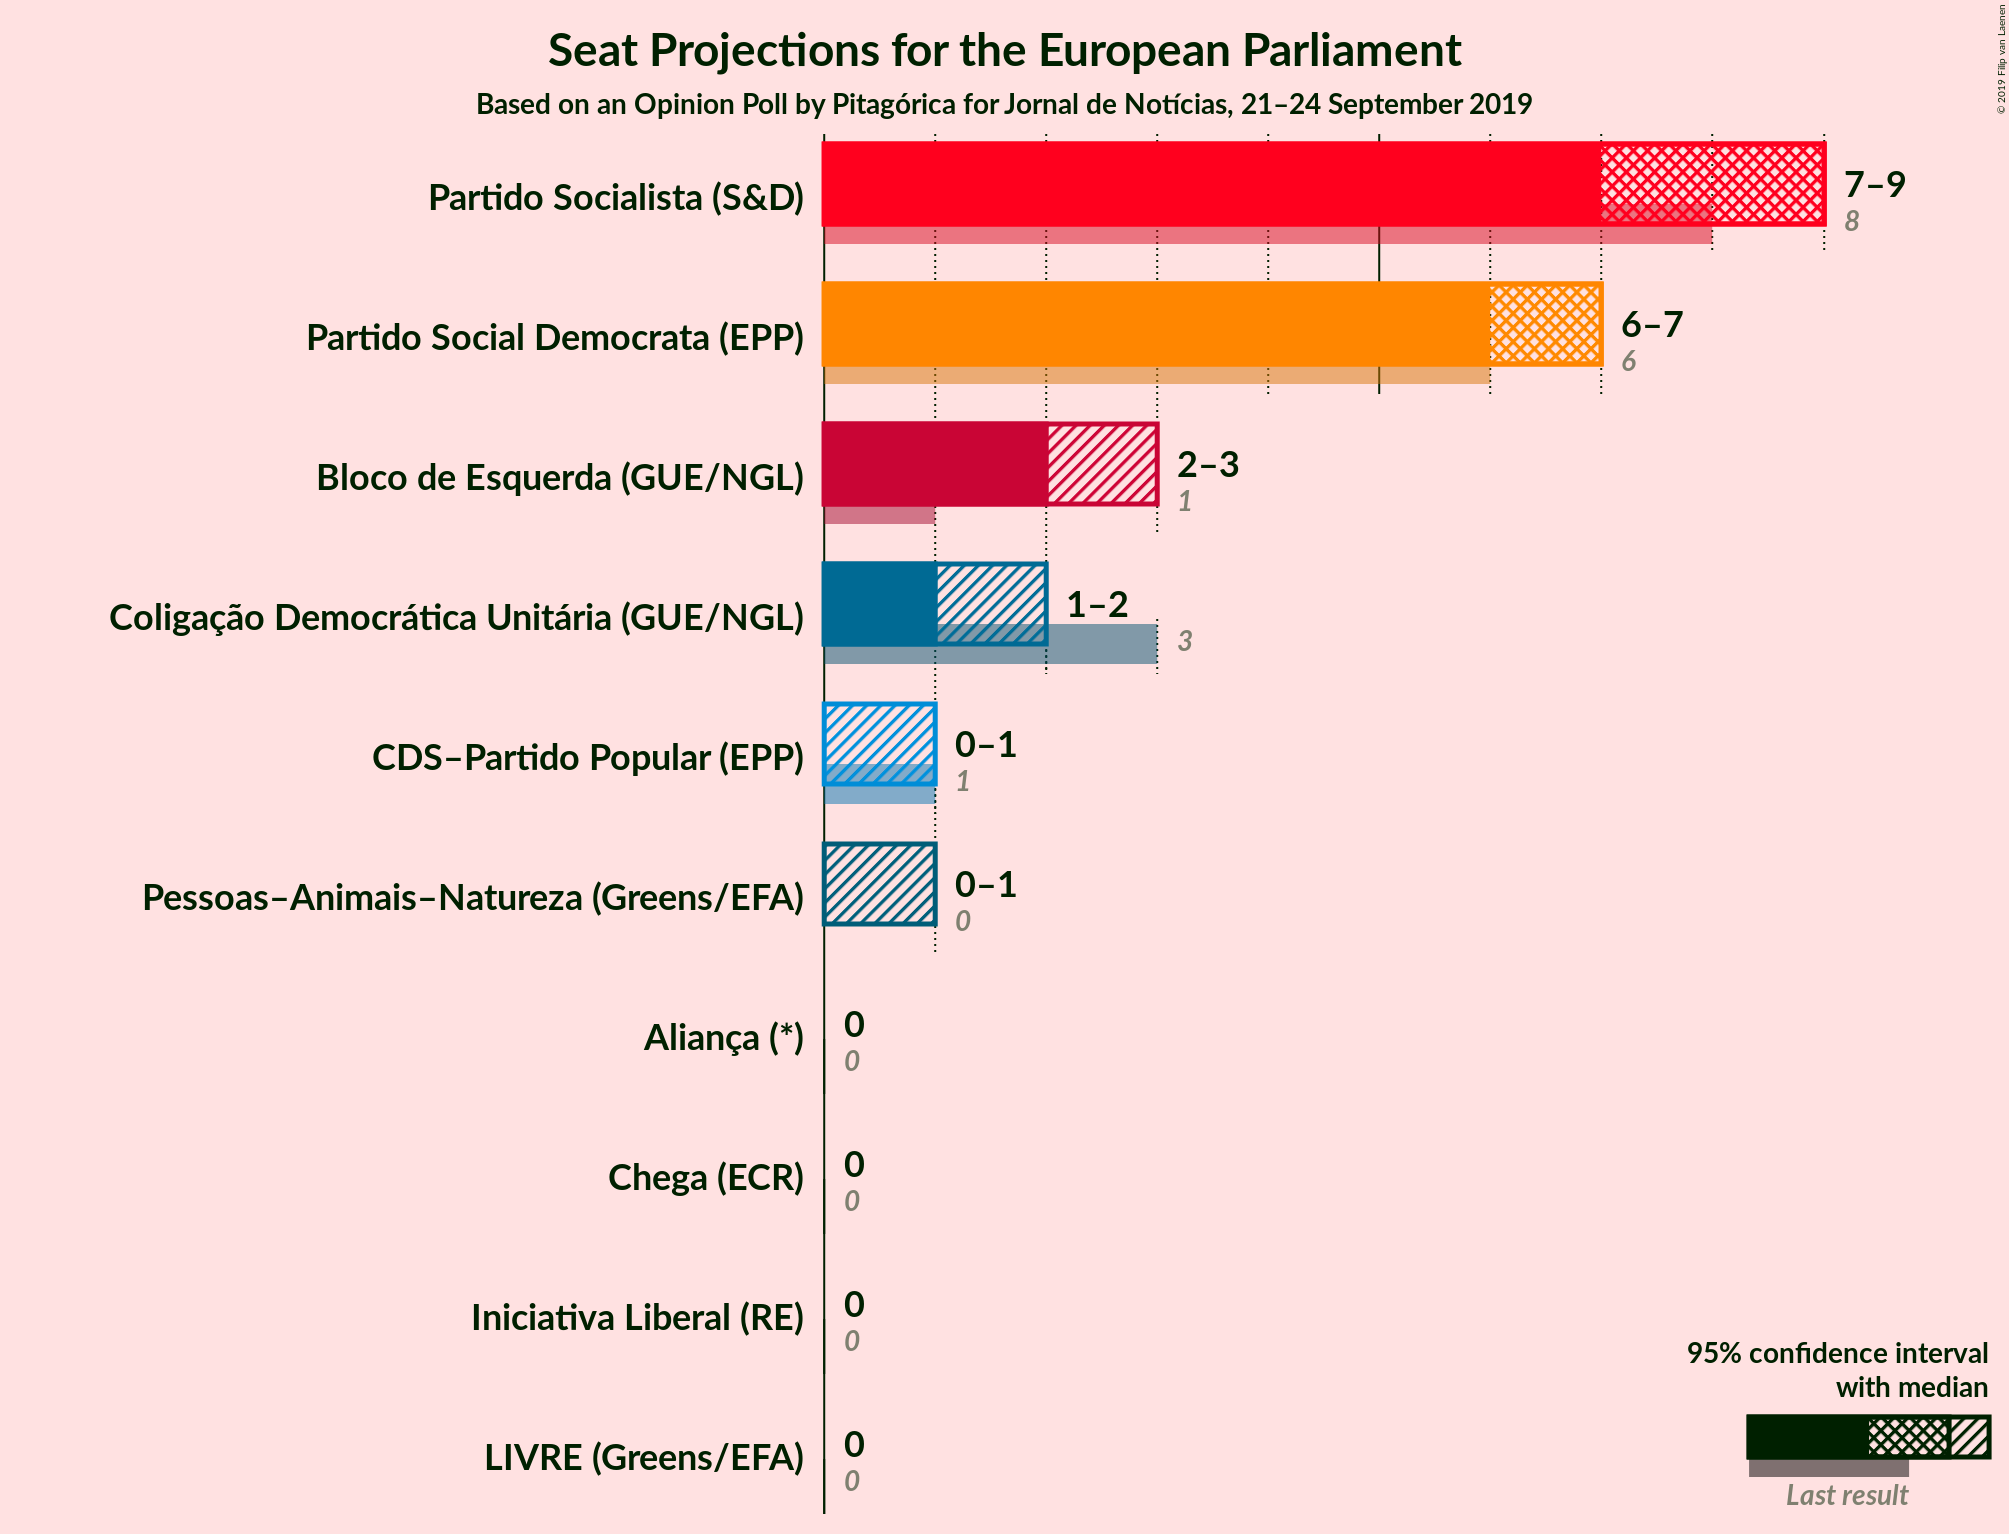 Seat Projections for the European Parliament
Based on an Opinion Poll by Pitagórica for Jornal de Notícias, 21–24 September 2019
© 2019 Filip van Laenen
Partido Socialista (S&D)
7–9
8
Partido Social Democrata (EPP)
6–7
6
Bloco de Esquerda (GUE/NGL)
2–3
1
Coligação Democrática Unitária (GUE/NGL)
1–2
3
CDS–Partido Popular (EPP)
0–1
1
Pessoas–Animais–Natureza (Greens/EFA)
0–1
0
Aliança (*)
0
0
Chega (ECR)
0
0
Iniciativa Liberal (RE)
0
0
LIVRE (Greens/EFA)
0
0
95% confidence interval
with median
Last result